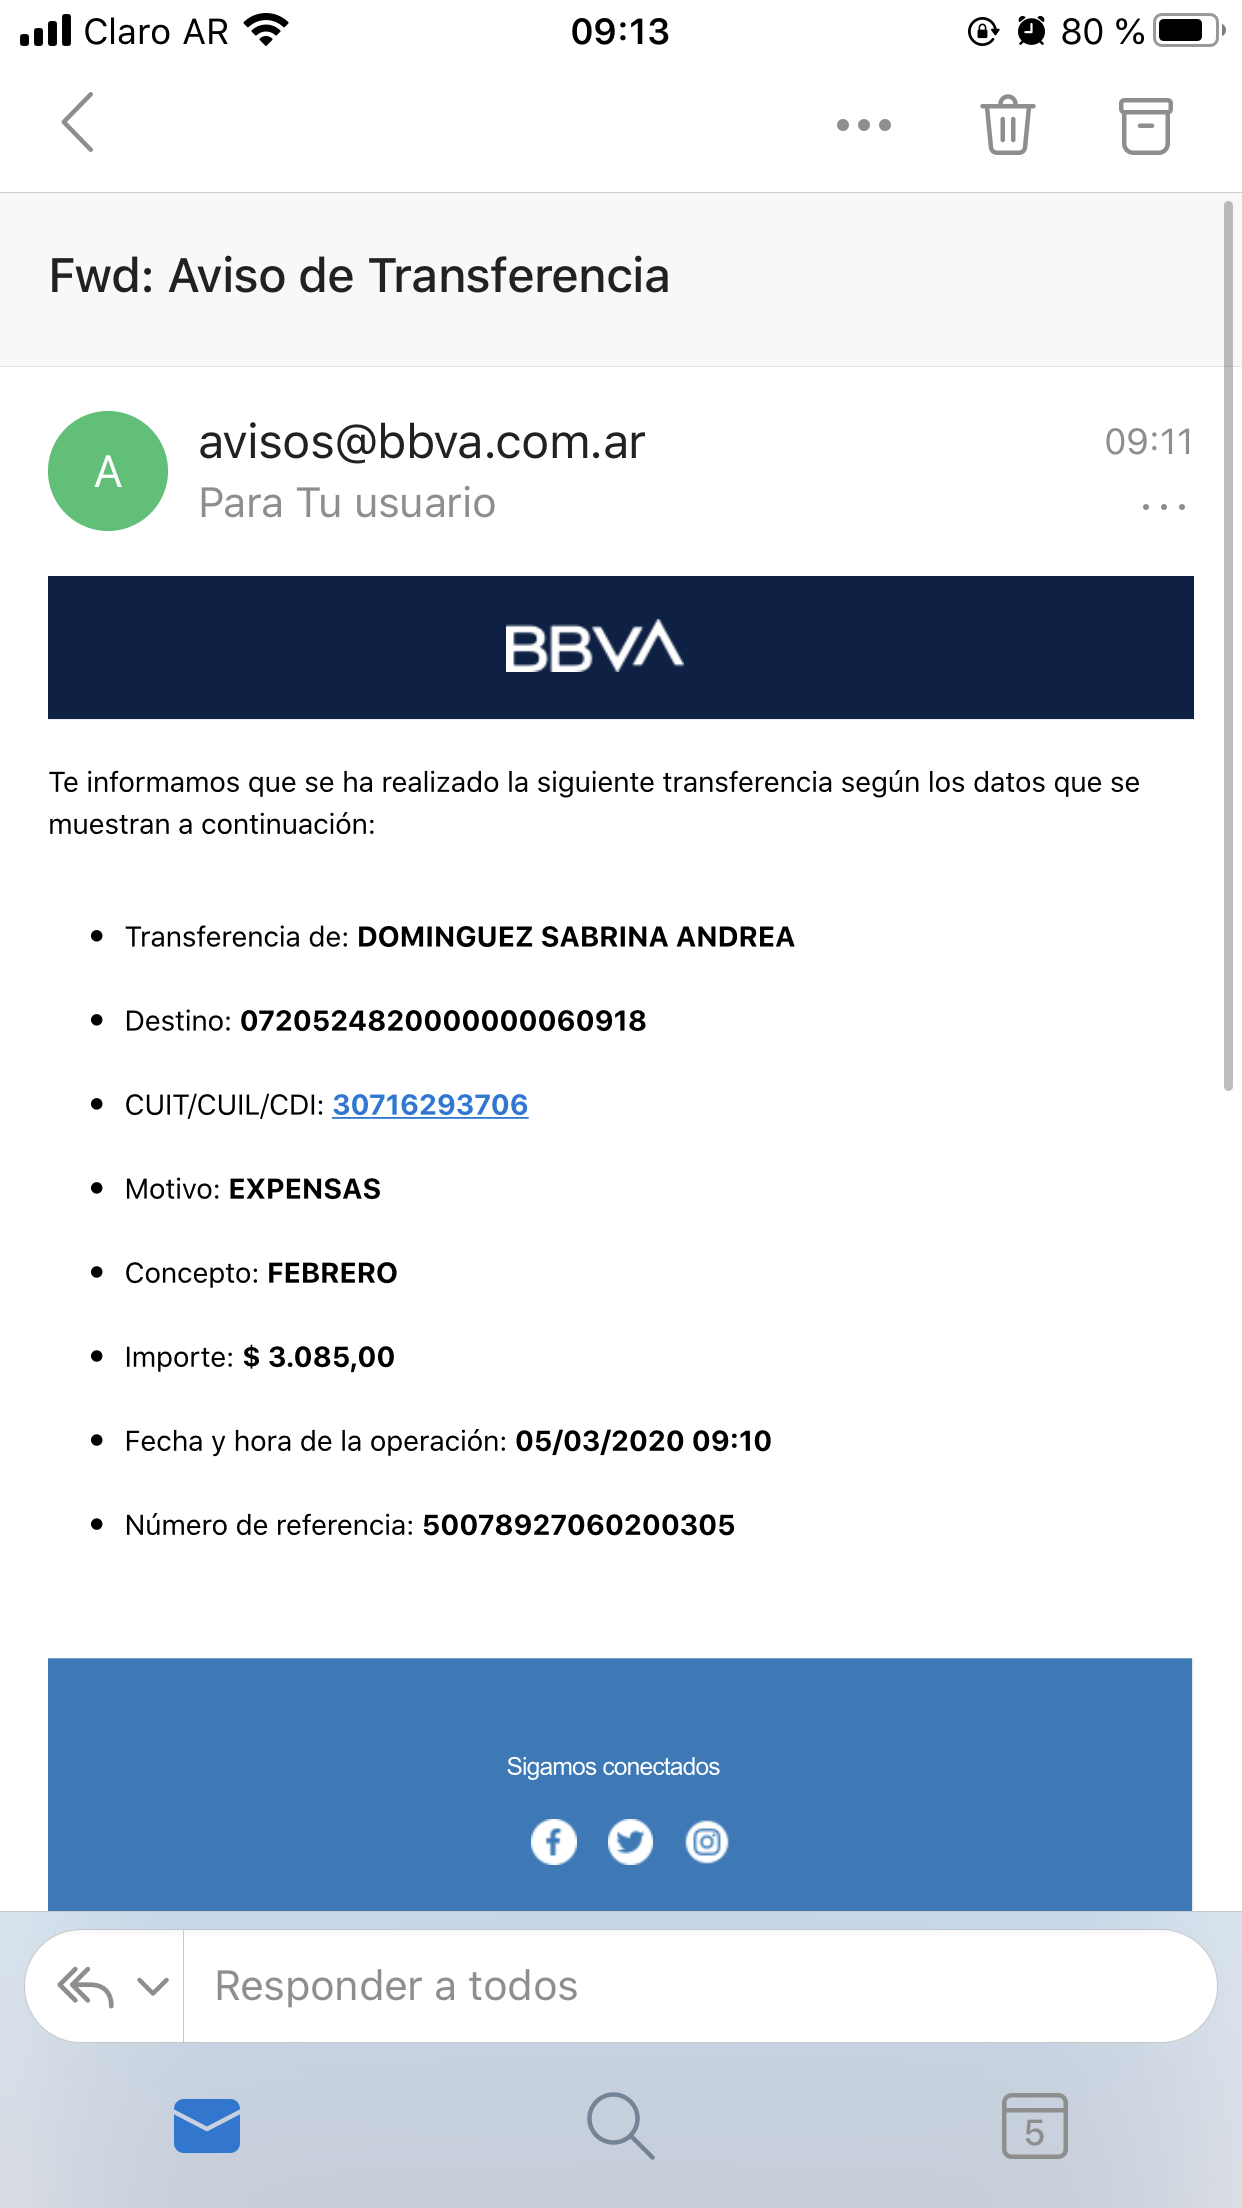 Claro AR
09:13
80 %
Fwd: Aviso de Transferencia
A
avisos@bbva.com.ar
09:11
Para Tu usuario
BBVA
Te informamos que se ha realizado la siguiente transferencia según los datos que se
muestran a continuación:
Transferencia de: DOMINGUEZ SABRINA ANDREA
Destino: 0720524820000000060918
CUIT/CUIL/CDI: 30716293706
Motivo: EXPENSAS
Concepto: FEBRERO
Importe: $ 3.085,00
Fecha y hora de la operación: 05/03/2020 09:10
Número de referencia: 50078927060200305
Sigamos conectados
Responder a todos
5